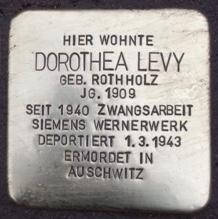 HIER WOHNTE
DOROTHEA LEVY
GEB. ROTHHOLZ
JG. 1909
SEIT 1940 ZWANGSARBEIT
SIEMENS WERNERWERK
DEPORTIERT 1.3.1943
ERMORDET IN
AUSCHWITZ